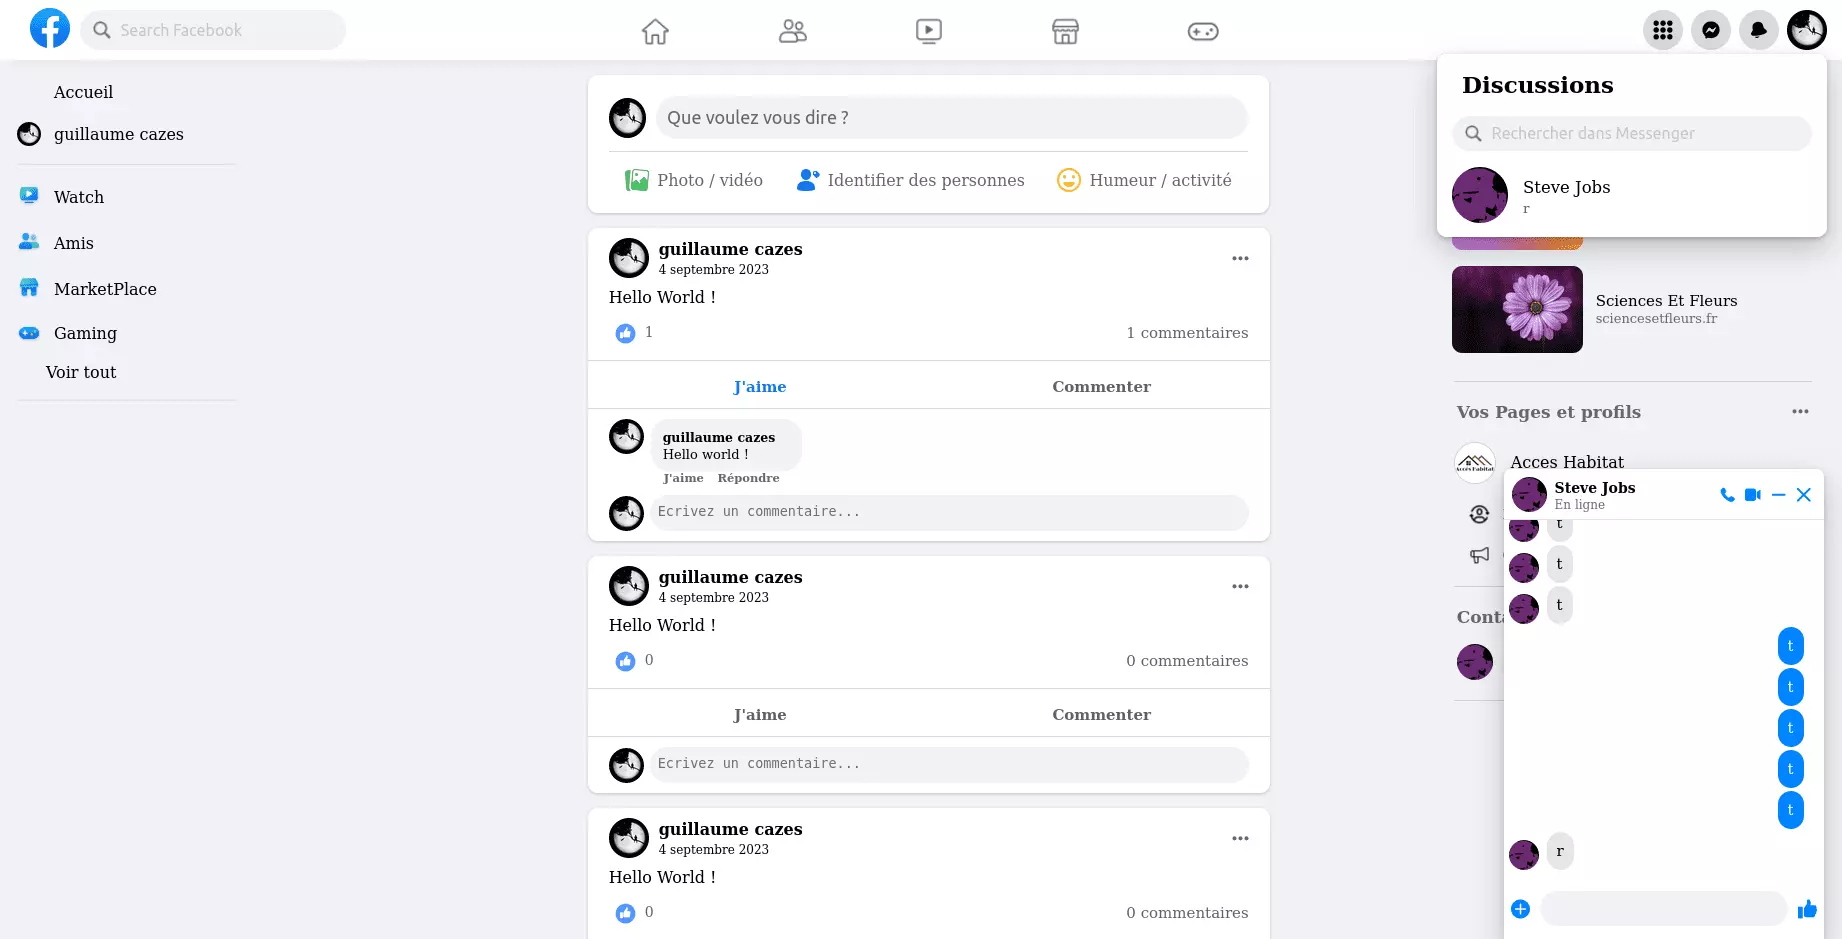 Search Facebook
Accueil
guillaume cazes
Watch
Amis
MarketPlace
Gaming
Voir tout
Que voulez vous dire ?
Photo / vidéo
Identifier des personnes
Humeur / activité
guillaume cazes
4 septembre 2023
Hello World !
1
1 commentaires
J'aime
Commenter
guillaume cazes
Hello world !
J'aime Répondre
Ecrivez un commentaire...
guillaume cazes
4 septembre 2023
Hello World !
0
0 commentaires
J'aime
Commenter
Ecrivez un commentaire...
guillaume cazes
4 septembre 2023
Hello World !
0
0 commentaires
Discussions
Rechercher dans Messenger
Steve Jobs
r
Sciences Et Fleurs
sciencesetfleurs.fr
Vos Pages et profils
Acces Habitat
Steve Jobs
En ligne
t
t
t
t
t
t
t
t
r